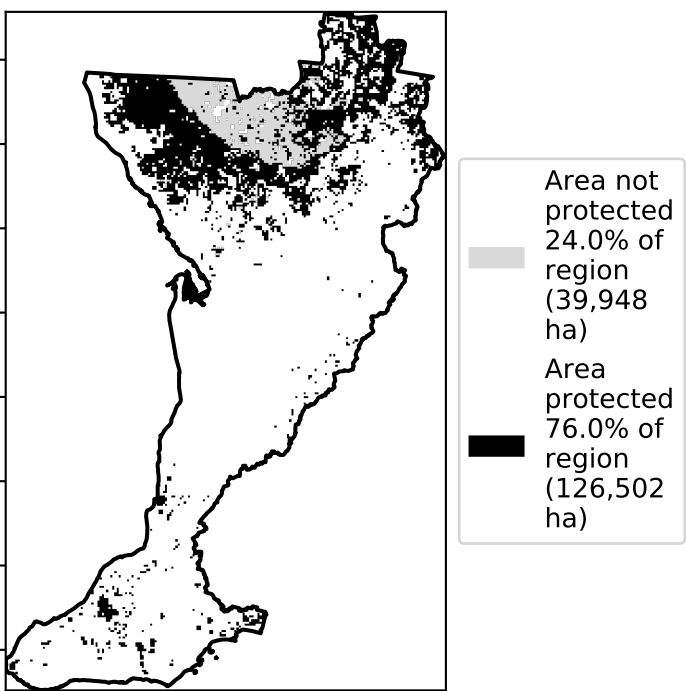 Area not
protected
24.0% of
region
(39,948
ha)
Area
protected
76.0% of
region
(126,502
ha)